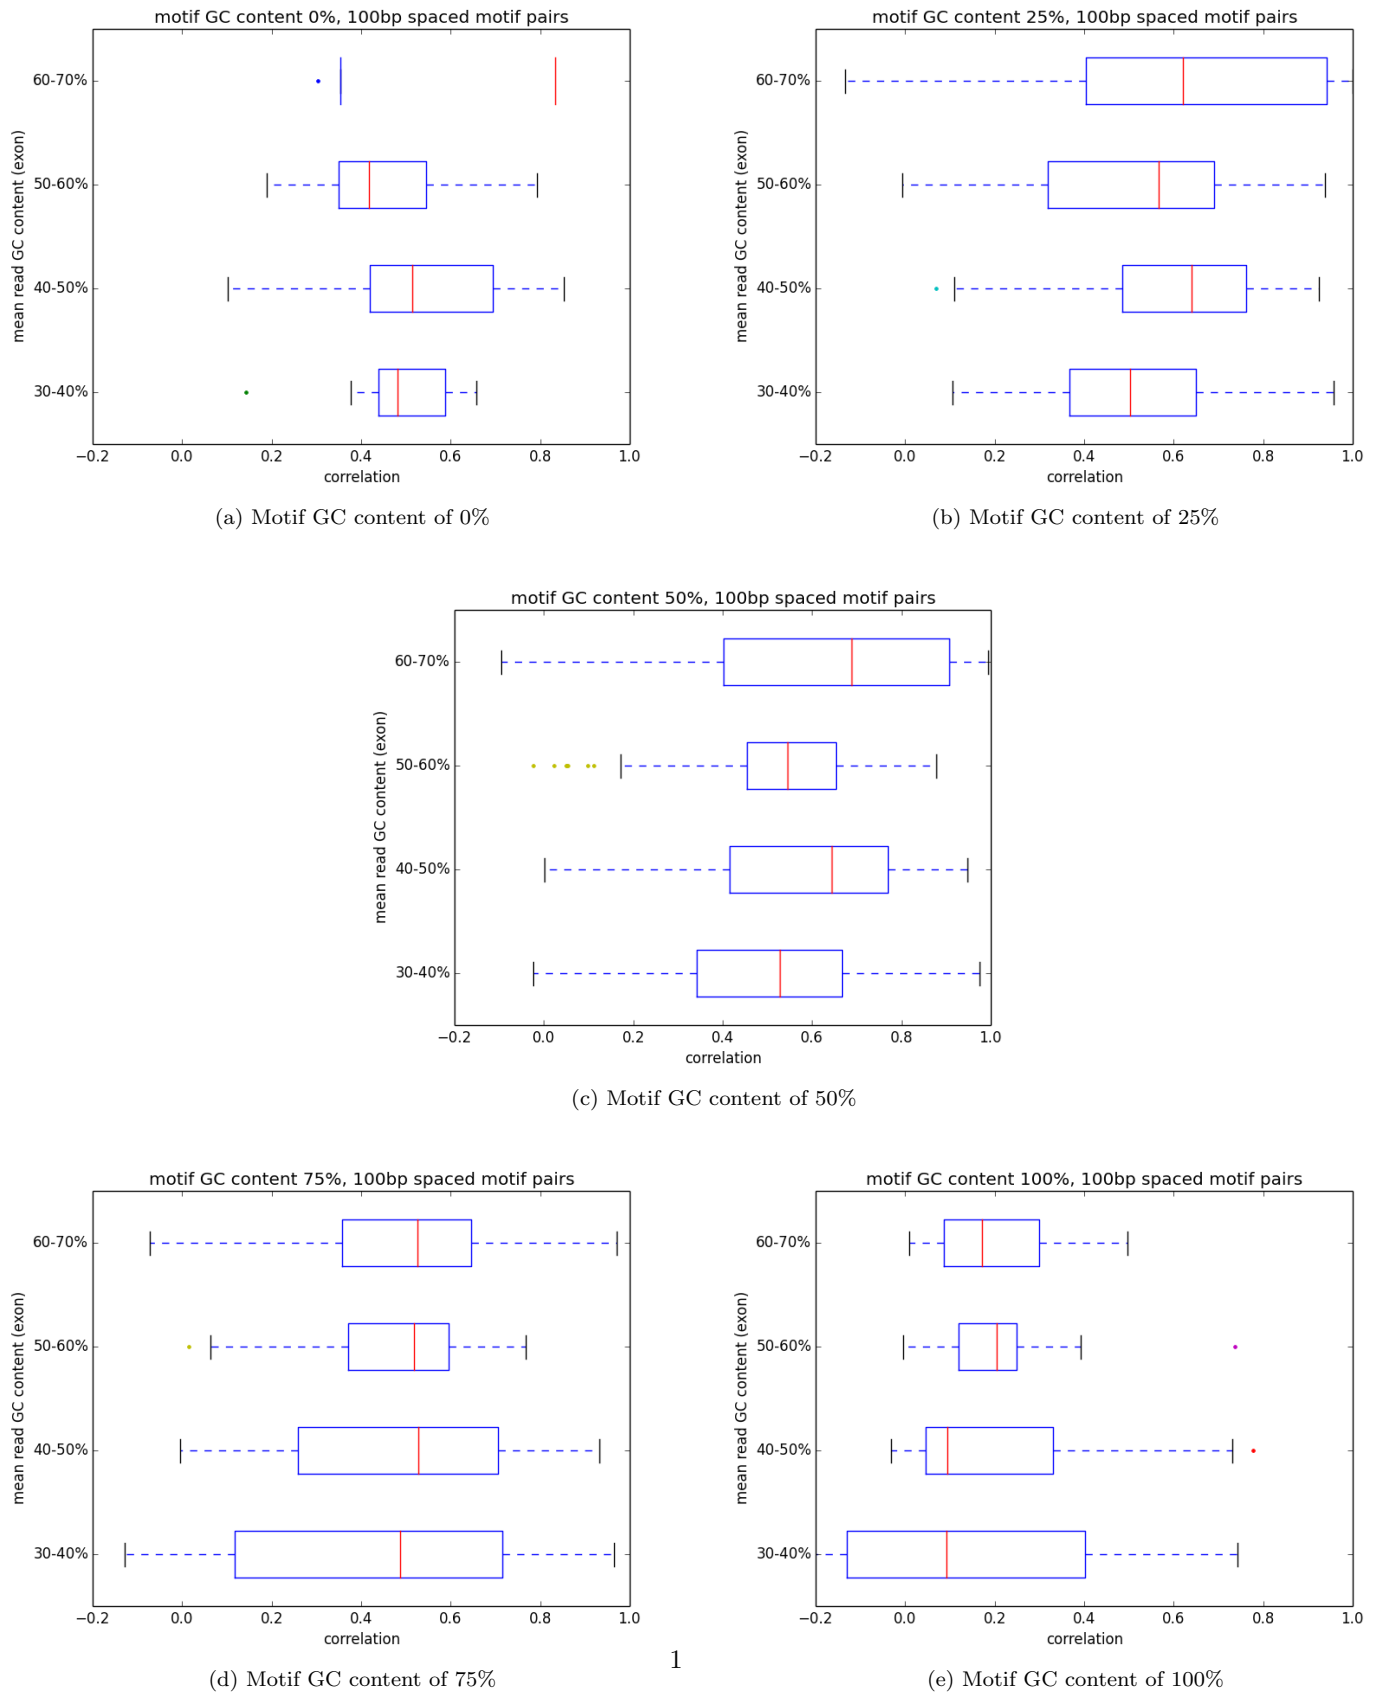 motif GC content 0%, 100bp spaced motif pairs
mean read GC content (exon)
60-70%
50-60%
40-50%
30-40%
−0.2 0.0 0.2 0.4 0.6 0.8 1.0
correlation
(a) Motif GC content of 0%
motif GC content 25%, 100bp spaced motif pairs
mean read GC content (exon)
60-70%
50-60%
40-50%
30-40%
−0.2 0.0 0.2 0.4 0.6 0.8 1.0
correlation
(b) Motif GC content of 25%
motif GC content 50%, 100bp spaced motif pairs
mean read GC content (exon)
60-70%
50-60%
40-50%
30-40%
−0.2 0.0 0.2 0.4 0.6 0.8 1.0
correlation
(c) Motif GC content of 50%
motif GC content 75%, 100bp spaced motif pairs
mean read GC content (exon)
60-70%
50-60%
40-50%
30-40%
−0.2 0.0 0.2 0.4 0.6 0.8 1.0
correlation
(d) Motif GC content of 75%
motif GC content 100%, 100bp spaced motif pairs
mean read GC content (exon)
60-70%
50-60%
40-50%
30-40%
−0.2 0.0 0.2 0.4 0.6 0.8 1.0
correlation
(e) Motif GC content of 100%
1